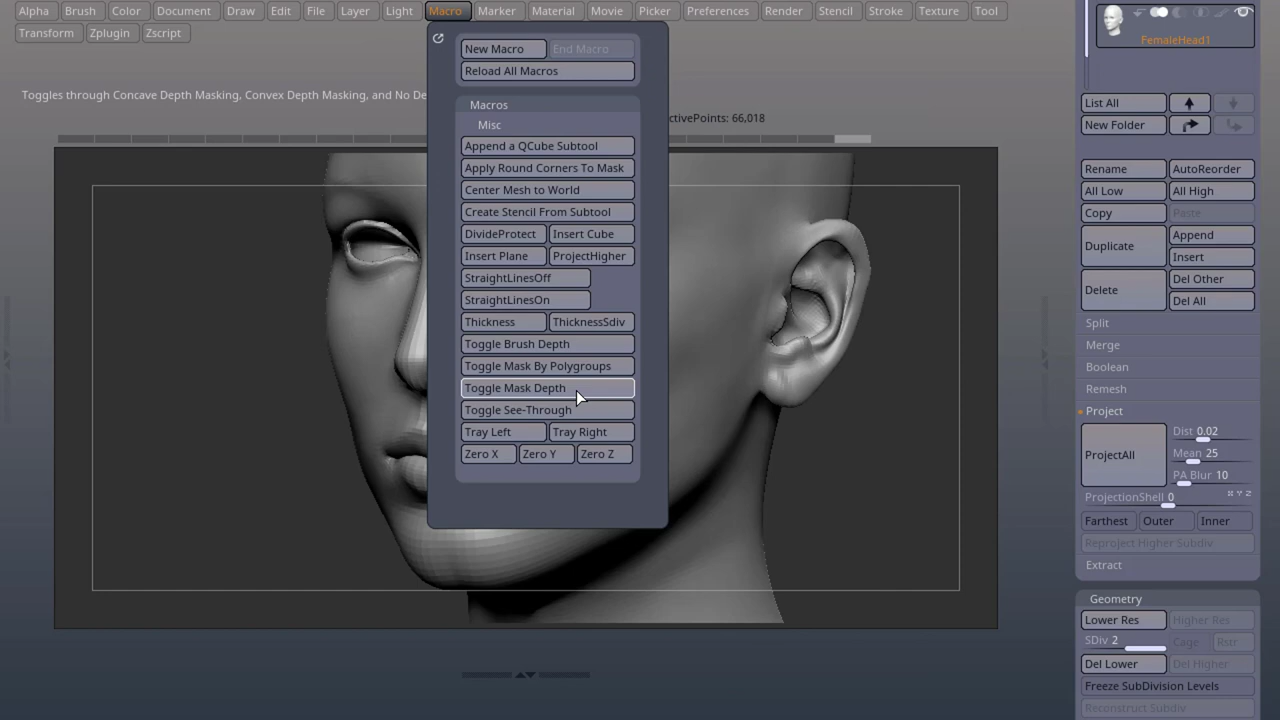 Alpha Brush Color Document Draw Edit File Layer Light Macro Marker Material Movie Picker Preferences Render Stencil Stroke Texture Tool
Transform Zplugin Zscript
Toggles through Concave Depth Masking, Convex Depth Masking, and No De
ctivePoints: 66,018
New Macro End Macro
Reload All Macros
Macros
Misc
Append a QCube Subtool
Apply Round Corners To Mask
Center Mesh to World
Create Stencil From Subtool
DivideProtect Insert Cube
Insert Plane ProjectHigher
StraightLinesOff
StraightLinesOn
Thickness ThicknessSdiv
Toggle Brush Depth
Toggle Mask By Polygroups
Toggle Mask Depth
Toggle See-Through
Tray Left Tray Right
Zero X Zero Y Zero Z
FemaleHead1
List All
New Folder
Rename AutoReorder
All Low All High
Copy Paste
Duplicate Append
Insert
Delete Del Other
Del All
Split
Merge
Boolean
Remesh
Project
ProjectAll Dist 0.02
Mean 25
PA Blur 10
ProjectionShell 0 X Y Z
Farthest Outer Inner
Reproject Higher Subdiv
Extract
Geometry
Lower Res Higher Res
SDiv 2 Cage Rstr
Del Lower Del Higher
Freeze SubDivision Levels
Reconstruct Subdiv